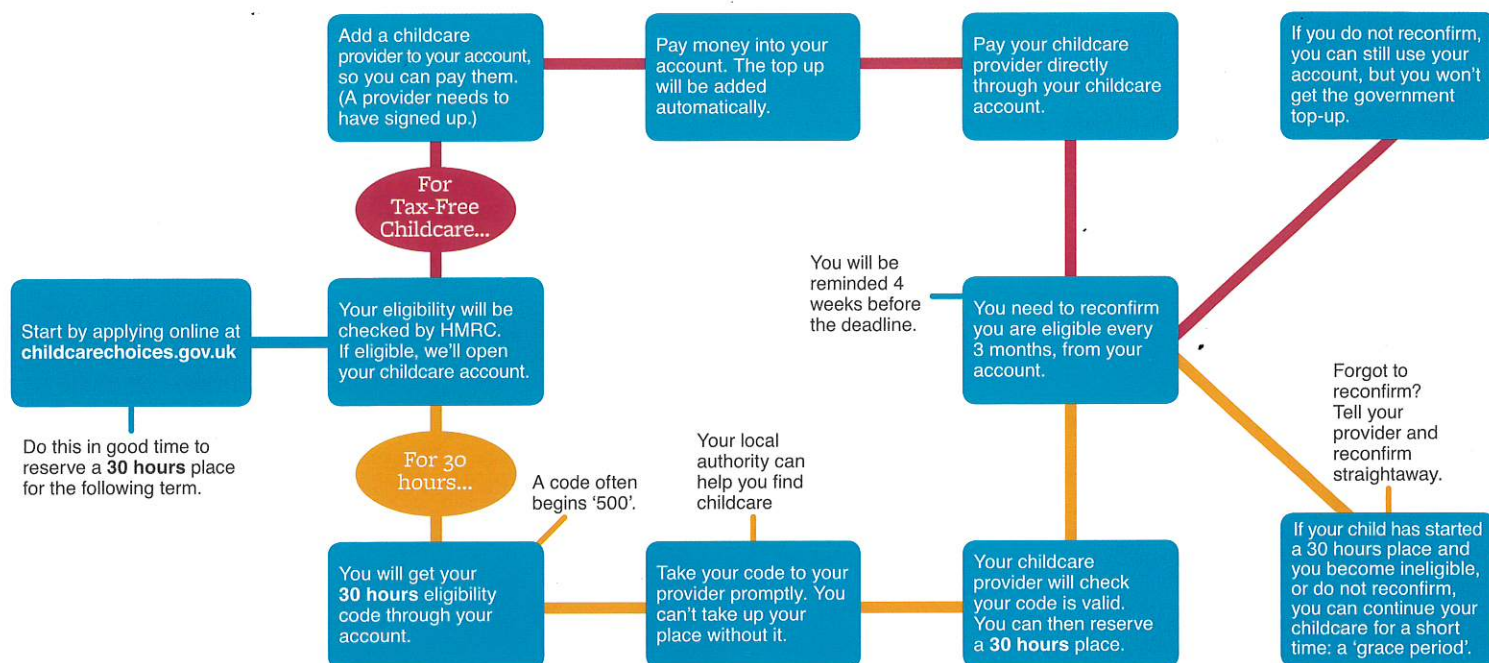 Add a childcare
provider to your account,
so you can pay them.
(A provider needs to
have signed up.)
Pay money into your
account. The top up
will be added
automatically.
Pay your childcare
provider directly
through your childcare
account.
If you do not reconfirm,
you can still use your
account, but you won't
get the government
top-up.
For
Tax-Free
Childcare...
Start by applying online at
childcarechoices.gov.uk
Do this in good time to
reserve a 30 hours place
for the following term.
Your eligibility will be
checked by HMRC.
If eligible, we'll open
your childcare account.
You will be
reminded 4
weeks before
the deadline.
You need to reconfirm
you are eligible every
3 months, from your
account.
For 30
hours...
A code often
begins '500'.
Your local
authority can
help you find
childcare
Forgot to
reconfirm?
Tell your
provider and
reconfirm
straightaway.
You will get your
30 hours eligibility
code through your
account.
Take your code to your
provider promptly. You
can't take up your
place without it.
Your childcare
provider will check
your code is valid.
You can then reserve
a 30 hours place.
If your child has started
a 30 hours place and
you become ineligible,
or do not reconfirm,
you can continue your
childcare for a short
time: a 'grace period'.